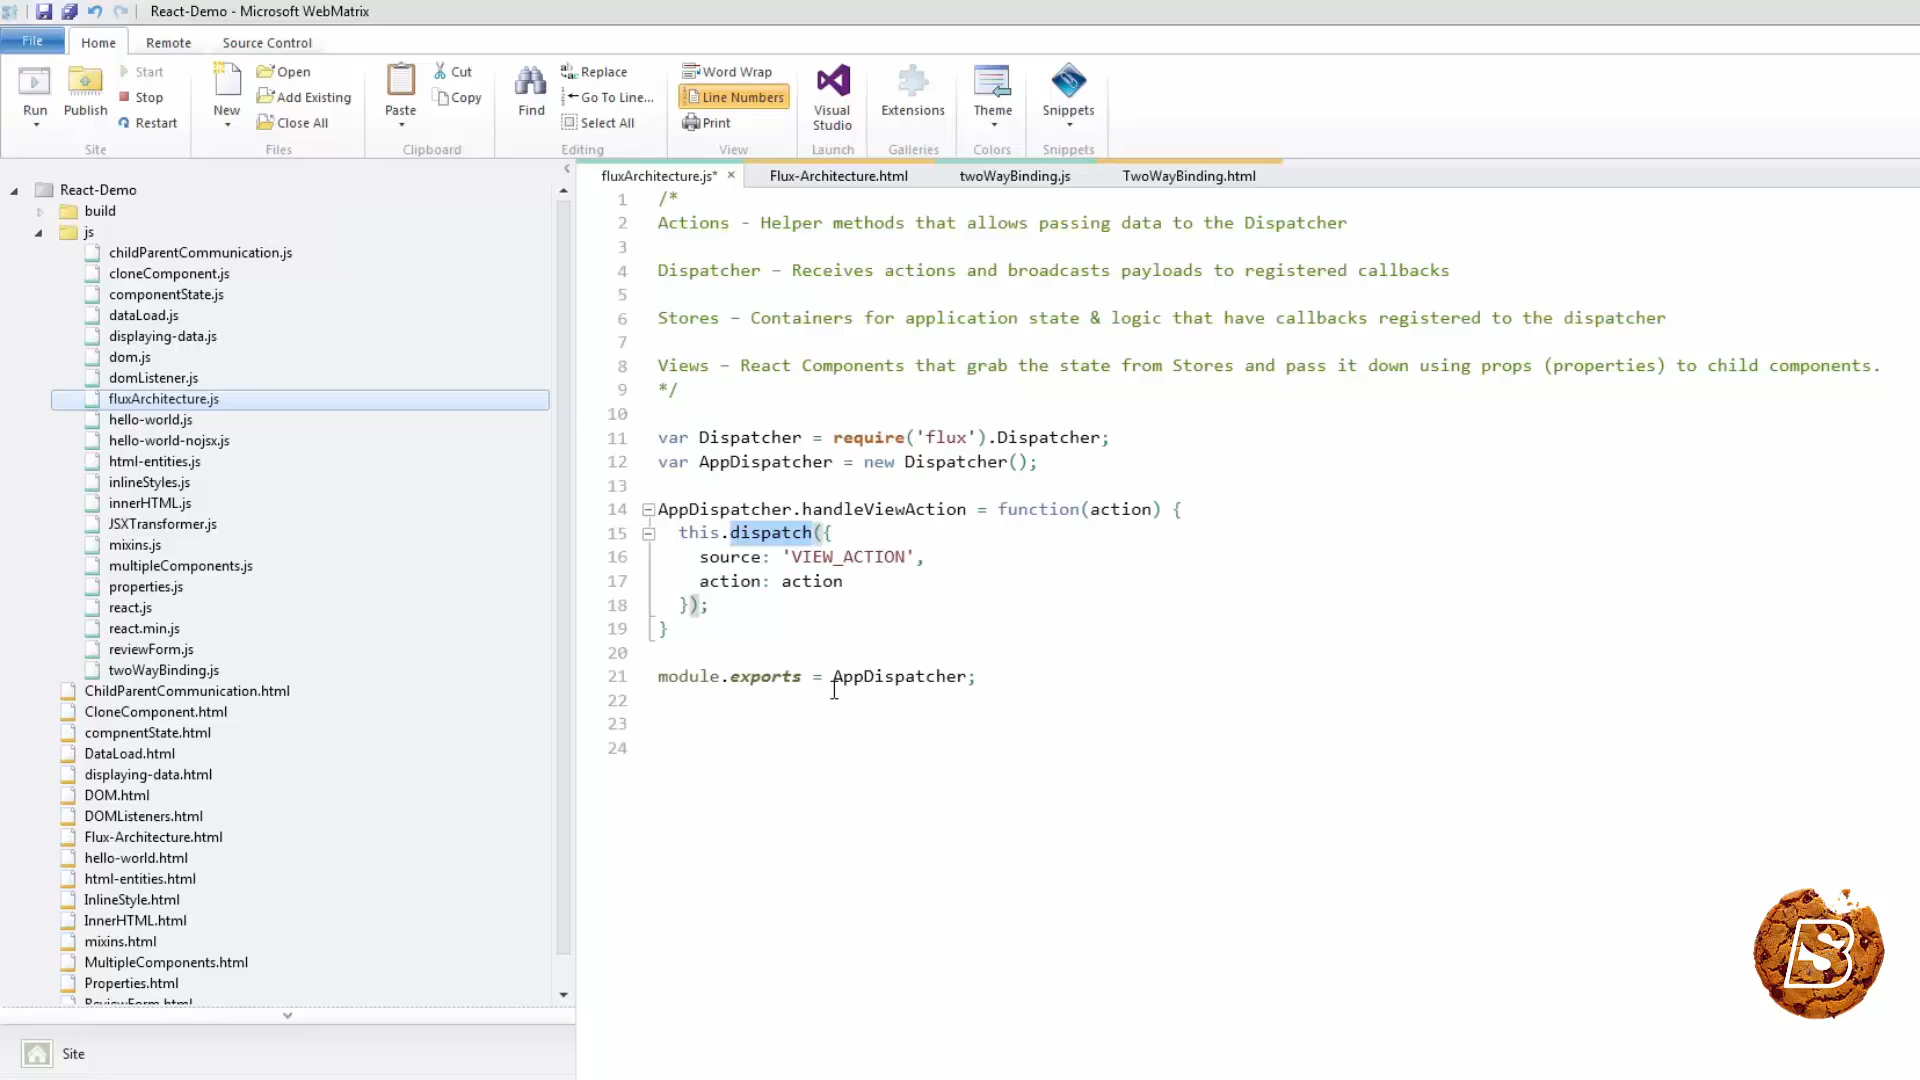 React-Demo - Microsoft WebMatrix
File
Home
Remote
Source Control
Run
Publish
Start
Stop
Restart
Site
New
Open
Add Existing
Close All
Files
Paste
Cut
Copy
Clipboard
Find
Replace
Go To Line...
Select All
Editing
Word Wrap
Line Numbers
Print
View
Visual
Studio
Launch
Extensions
Galleries
Theme
Colors
Snippets
Snippets
React-Demo
build
js
childParentCommunication.js
cloneComponent.js
componentState.js
dataLoad.js
displaying-data.js
dom.js
domListener.js
fluxArchitecture.js
hello-world.js
hello-world-nojsx.js
html-entities.js
inlineStyles.js
innerHTML.js
JSXTransformer.js
mixins.js
multipleComponents.js
properties.js
react.js
react.min.js
reviewForm.js
twoWayBinding.js
ChildParentCommunication.html
CloneComponent.html
compnentState.html
DataLoad.html
displaying-data.html
DOM.html
DOMListeners.html
Flux-Architecture.html
hello-world.html
html-entities.html
InlineStyle.html
InnerHTML.html
mixins.html
MultipleComponents.html
Properties.html
ReviewForm.html
Site
fluxArchitecture.js*
Flux-Architecture.html
twoWayBinding.js
TwoWayBinding.html
1 /*
2 Actions - Helper methods that allows passing data to the Dispatcher
3
4 Dispatcher – Receives actions and broadcasts payloads to registered callbacks
5
6 Stores – Containers for application state & logic that have callbacks registered to the dispatcher
7
8 Views – React Components that grab the state from Stores and pass it down using props (properties) to child components.
9 */
10
11 var Dispatcher = require('flux').Dispatcher;
12 var AppDispatcher = new Dispatcher();
13
14 AppDispatcher.handleViewAction = function(action) {
15 this.dispatch({
16 source: 'VIEW_ACTION',
17 action: action
18 });
19 }
20
21 module.exports = AppDispatcher;
22
23
24
B